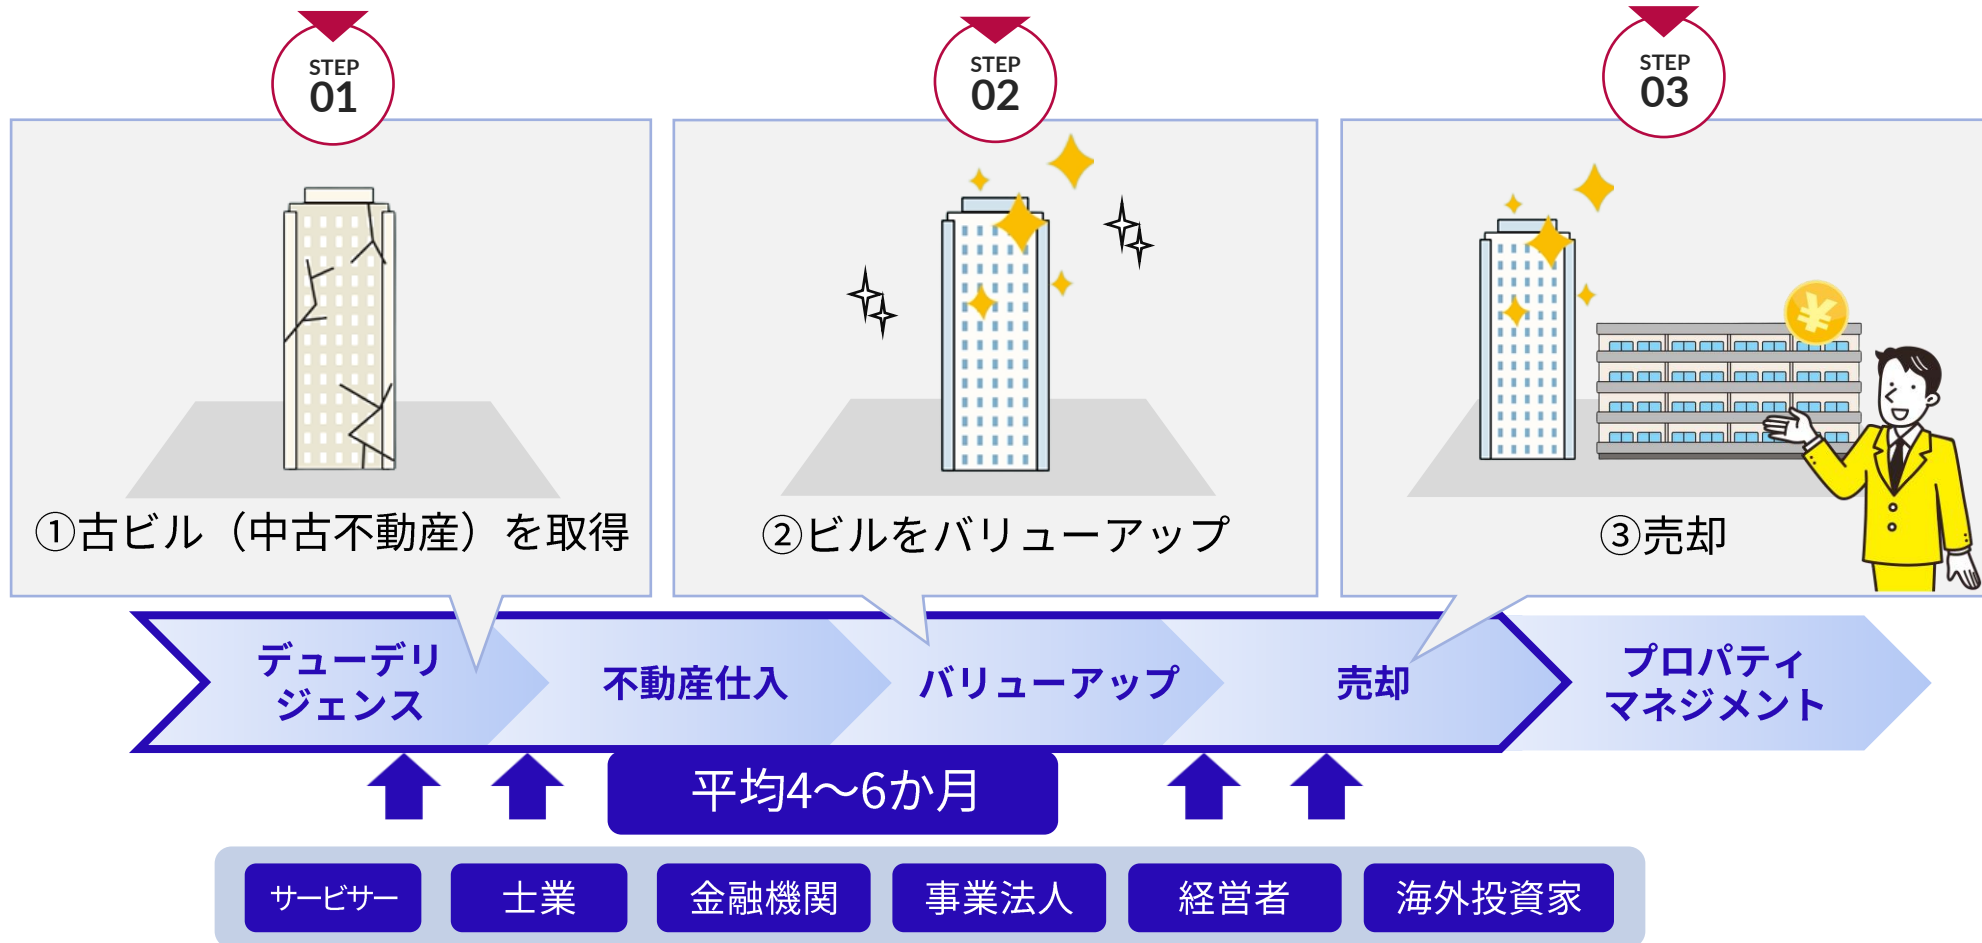 STEP
01
STEP
02
STEP
03
①古ビル（中古不動産）を取得
②ビルをバリューアップ
③売却
デューデリ
ジェンス
不動産仕入
バリューアップ
売却
プロパティ
マネジメント
平均4～6か月
サービサー
士業
金融機関
事業法人
経営者
海外投資家
¥